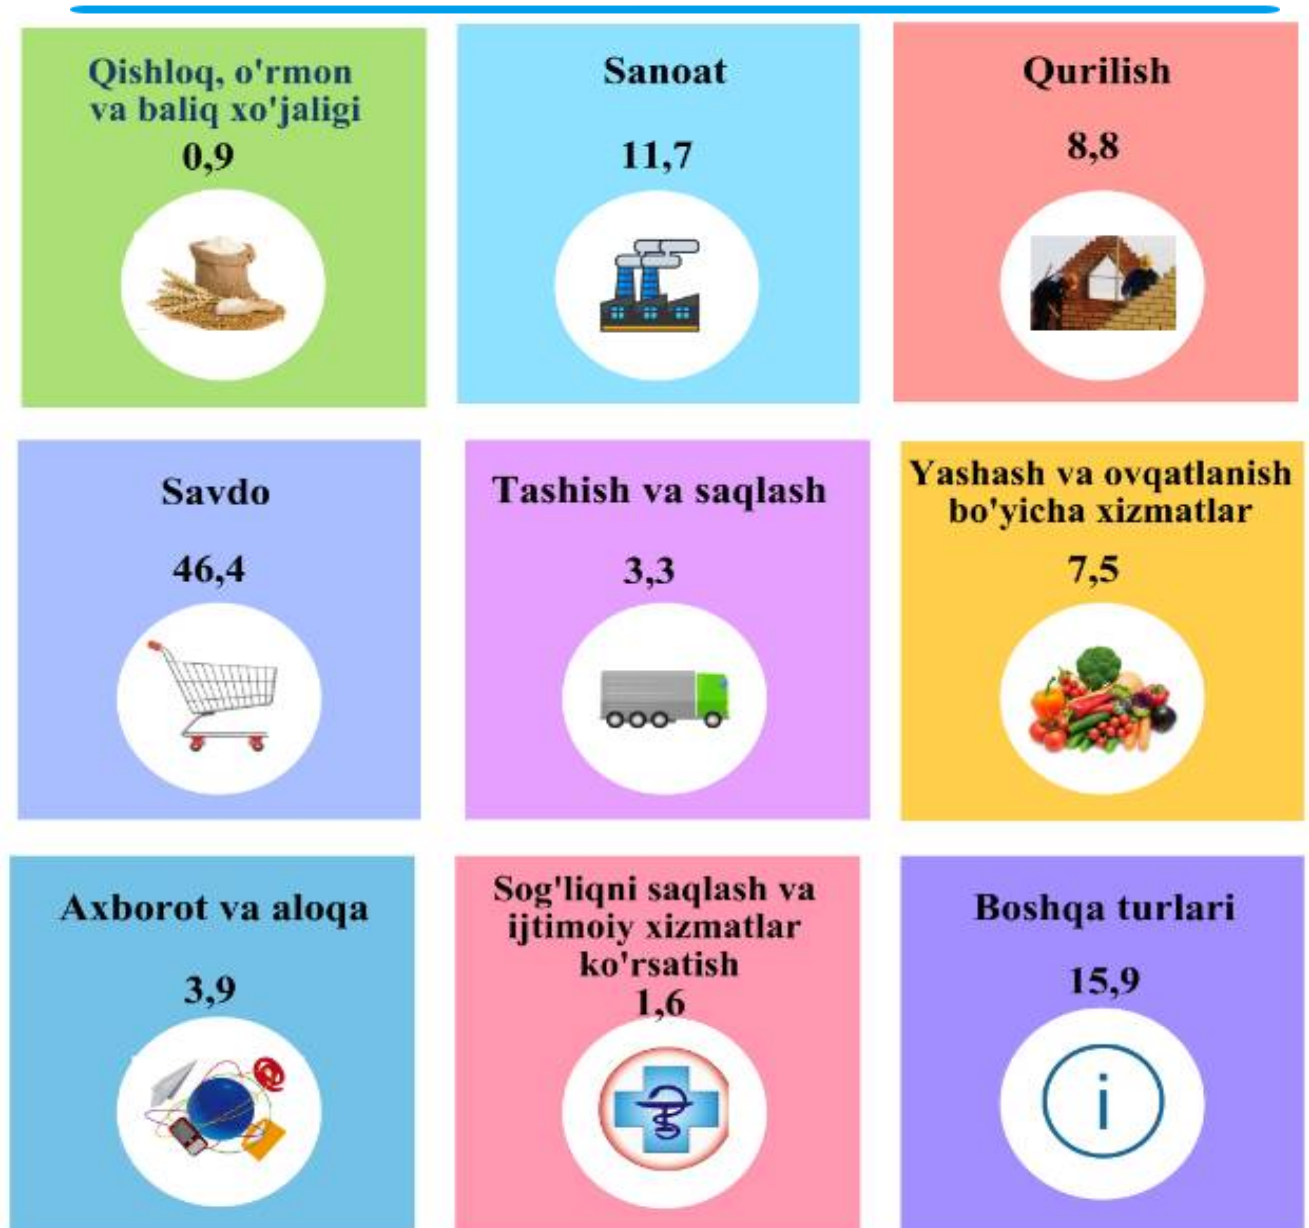 Qishloq, o'rmon
va baliq xo'jaligi
0,9
Sanoat
11,7
Qurilish
8,8
Savdo
46,4
Tashish va saqlash
3,3
Yashash va ovqatlanish
bo'yicha xizmatlar
7,5
Axborot va aloqa
3,9
Sog'liqni saqlash va
ijtimoiy xizmatlar
ko'rsatish
1,6
Boshqa turlari
15,9
i